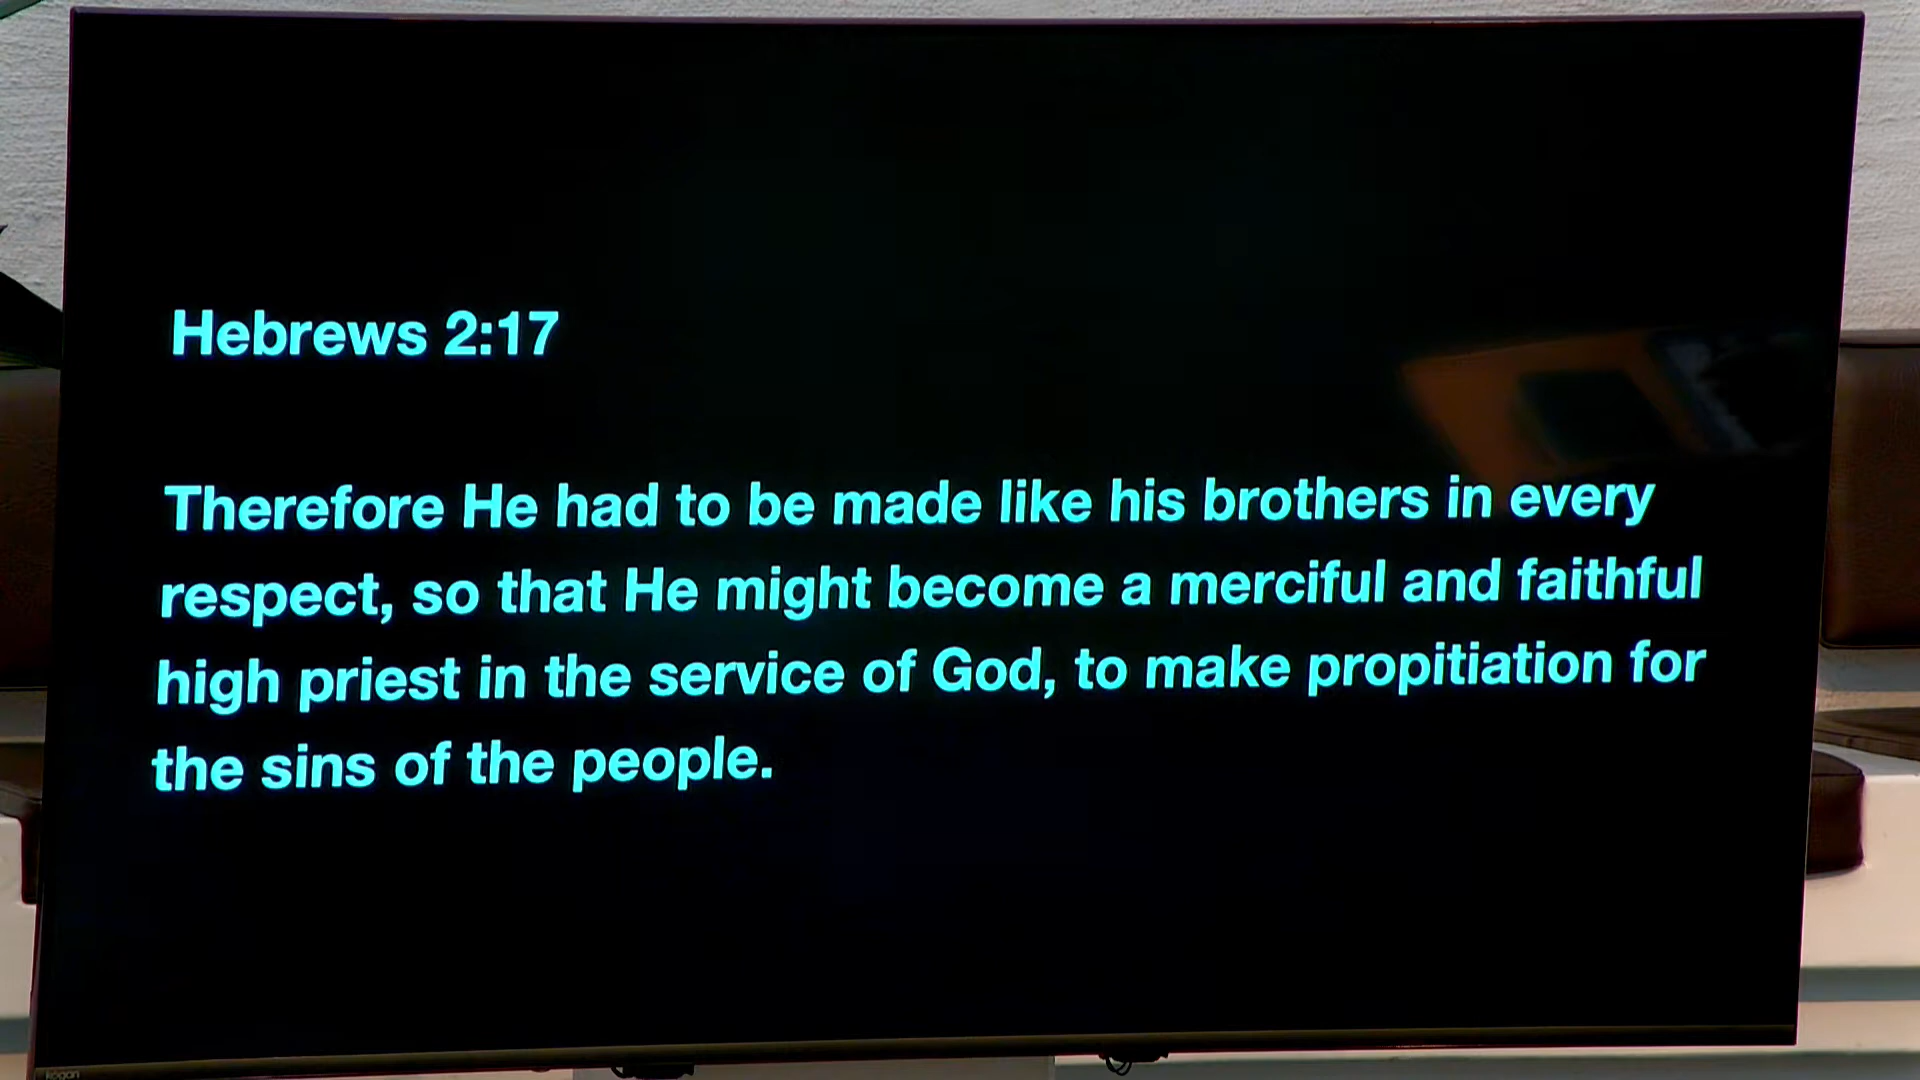 Hebrews 2:17
Therefore He had to be made like his brothers in every
respect, so that He might become a merciful and faithful
high priest in the service of God, to make propitiation for
the sins of the people.
kogan